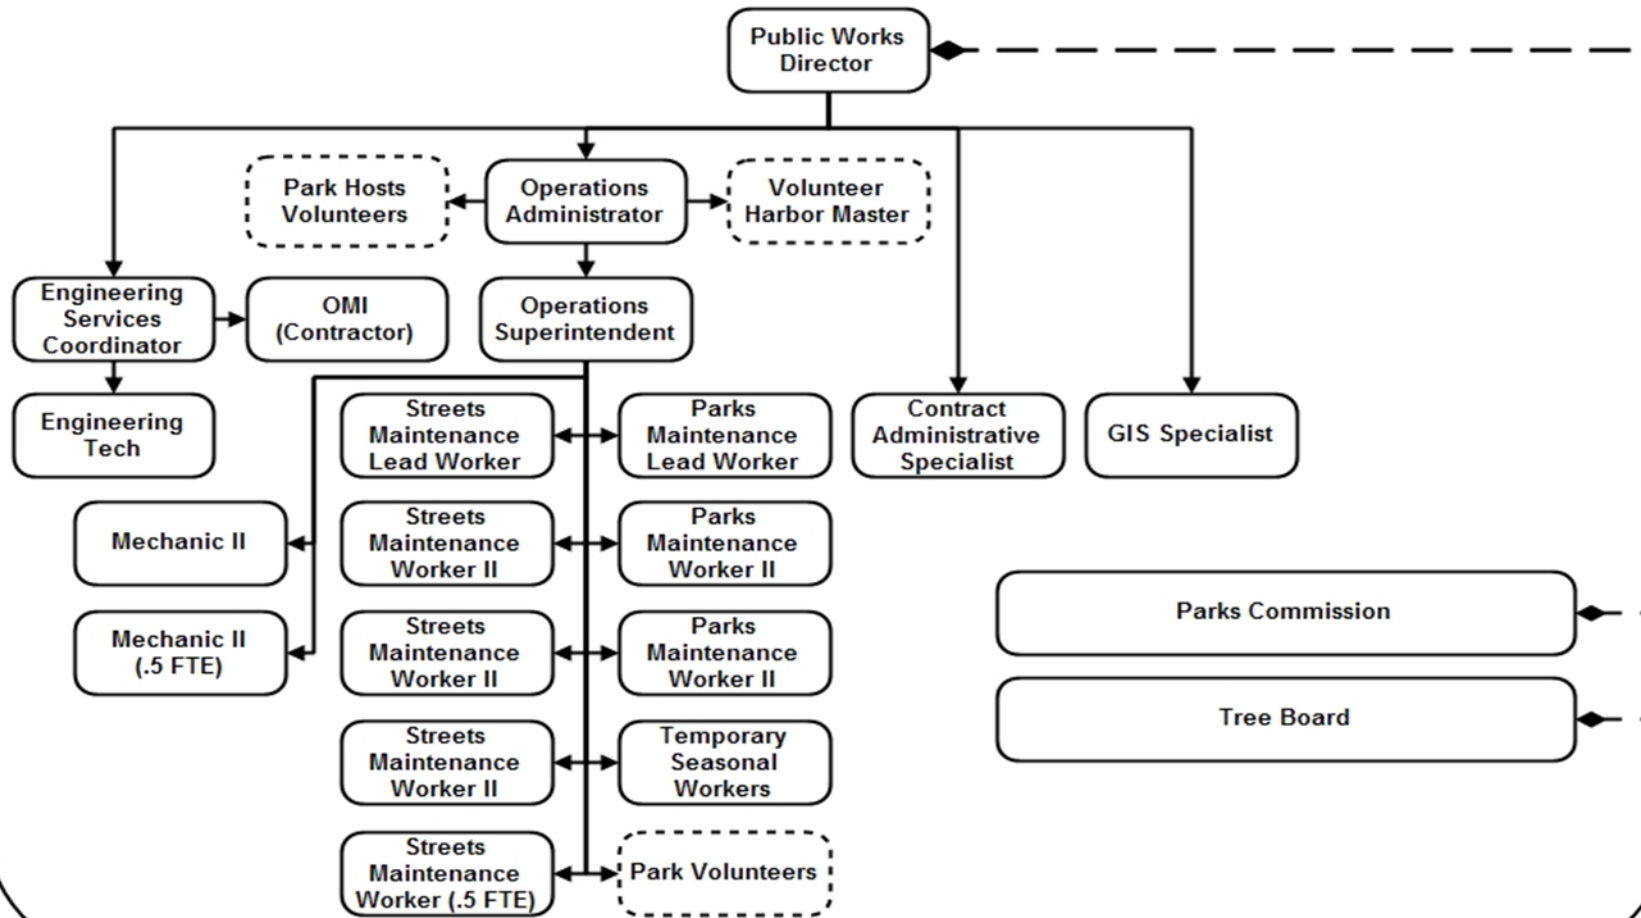 Public Works
Director
Park Hosts
Volunteers
Operations
Administrator
Volunteer
Harbor Master
Engineering
Services
Coordinator
OMI
(Contractor)
Operations
Superintendent
Engineering
Tech
Streets
Maintenance
Lead Worker
Parks
Maintenance
Lead Worker
Contract
Administrative
Specialist
GIS Specialist
Mechanic II
Streets
Maintenance
Worker II
Parks
Maintenance
Worker II
Mechanic II
(.5 FTE)
Streets
Maintenance
Worker II
Parks
Maintenance
Worker II
Parks Commission
Tree Board
Streets
Maintenance
Worker II
Temporary
Seasonal
Workers
Streets
Maintenance
Worker (.5 FTE)
Park Volunteers